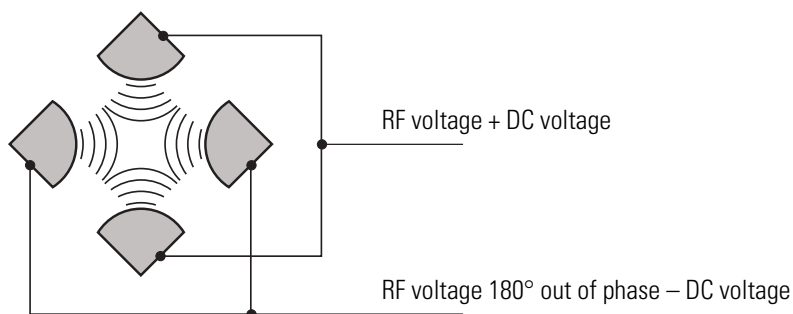 RF voltage + DC voltage
RF voltage 180° out of phase – DC voltage